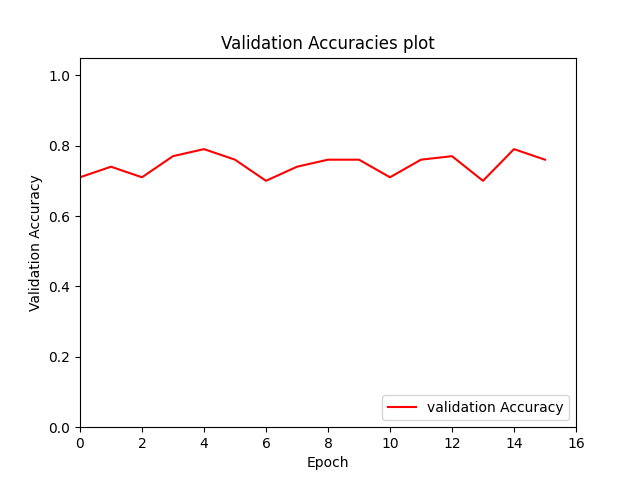 Validation Accuracies plot
Validation Accuracy
1.0
0.8
0.6
0.4
0.2
0.0
0 2 4 6 8 10 12 14 16
Epoch
validation Accuracy